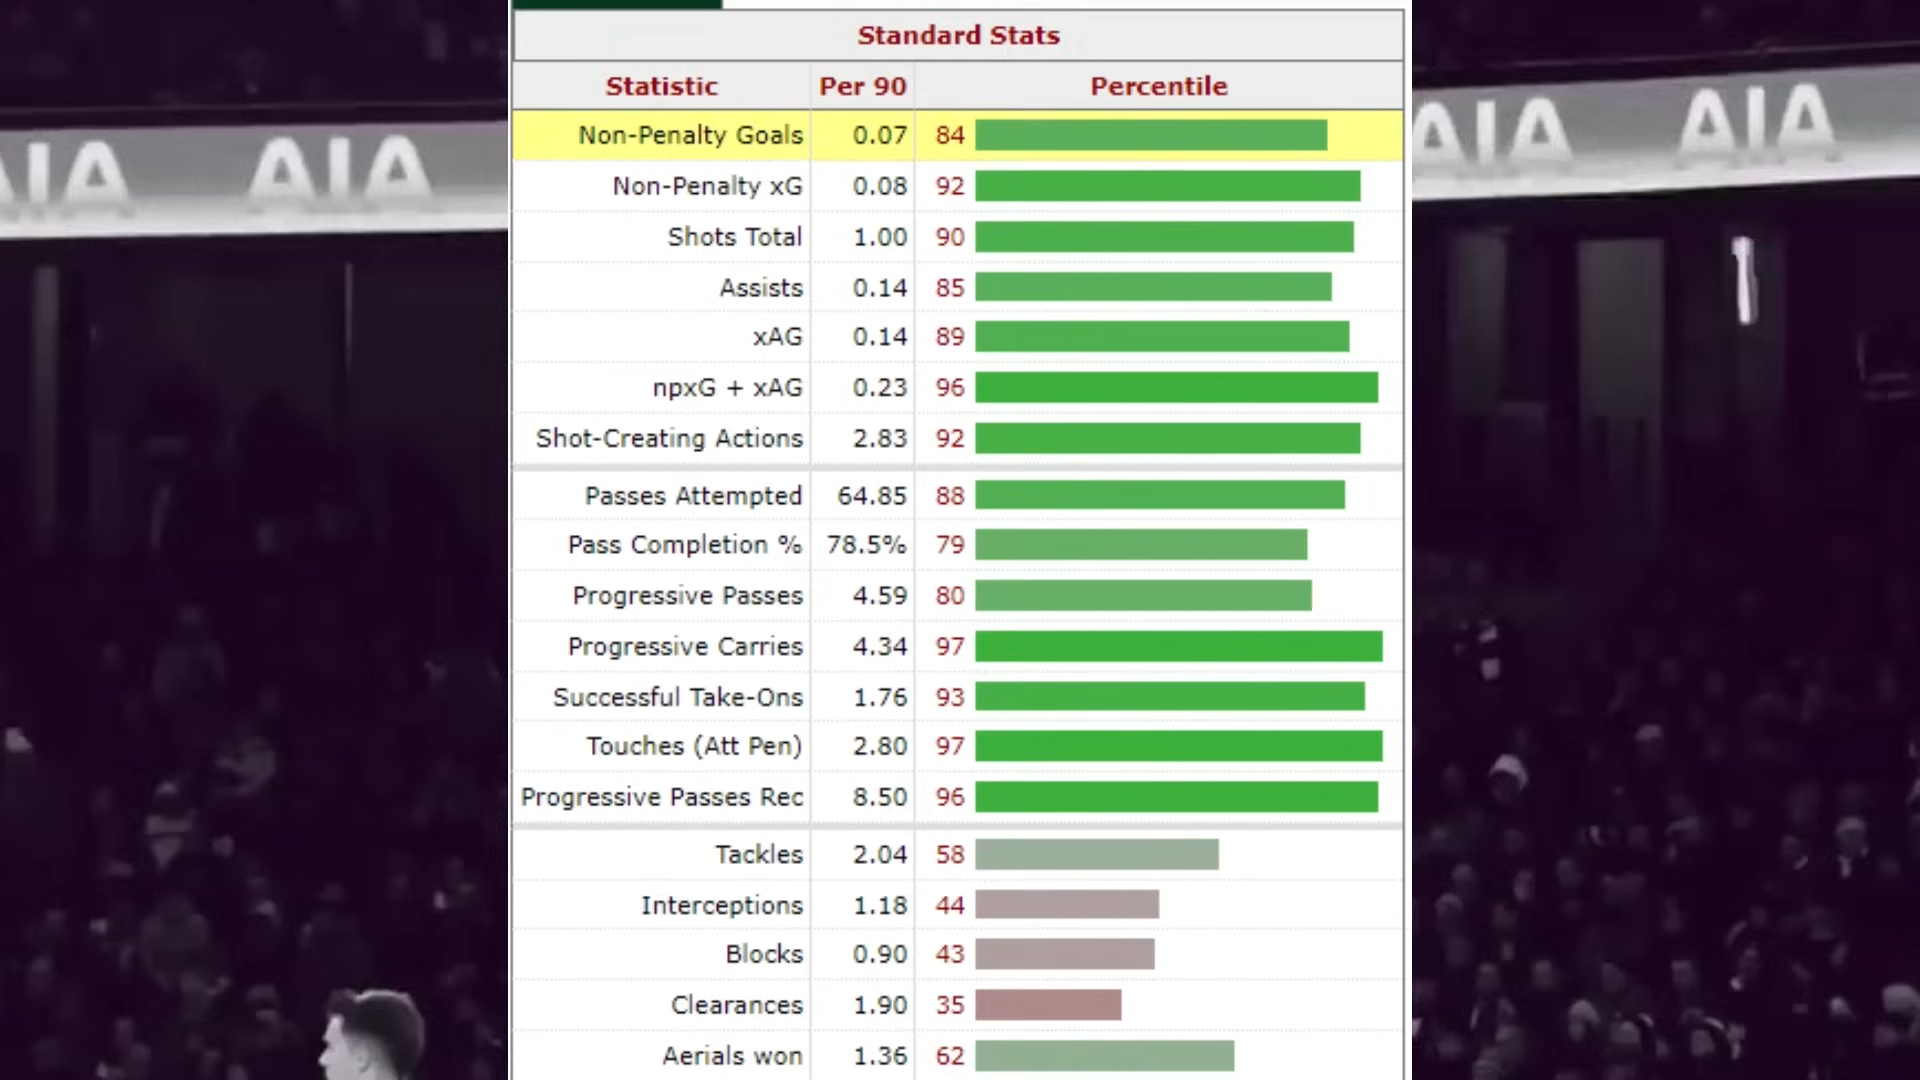 Standard Stats
Statistic Per 90 Percentile
Non-Penalty Goals 0.07 84
Non-Penalty xG 0.08 92
Shots Total 1.00 90
Assists 0.14 85
xAG 0.14 89
npxG + xAG 0.23 96
Shot-Creating Actions 2.83 92
Passes Attempted 64.85 88
Pass Completion % 78.5% 79
Progressive Passes 4.59 80
Progressive Carries 4.34 97
Successful Take-Ons 1.76 93
Touches (Att Pen) 2.80 97
Progressive Passes Rec 8.50 96
Tackles 2.04 58
Interceptions 1.18 44
Blocks 0.90 43
Clearances 1.90 35
Aerials won 1.36 62
AIA AIA
AIA AIA